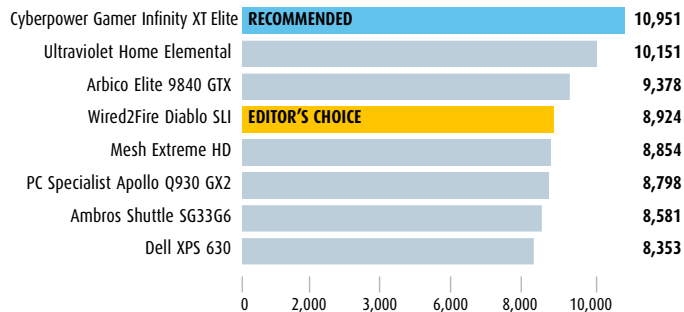 Cyberpower Gamer Infinity XT Elite RECOMMENDED 10,951
Ultraviolet Home Elemental 10,151
Arbico Elite 9840 GTX 9,378
Wired2Fire Diablo SLI EDITOR'S CHOICE 8,924
Mesh Extreme HD 8,854
PC Specialist Apollo Q930 GX2 8,798
Ambros Shuttle SG33G6 8,581
Dell XPS 630 8,353
0 2,000 3,000 6,000 8,000 10,000